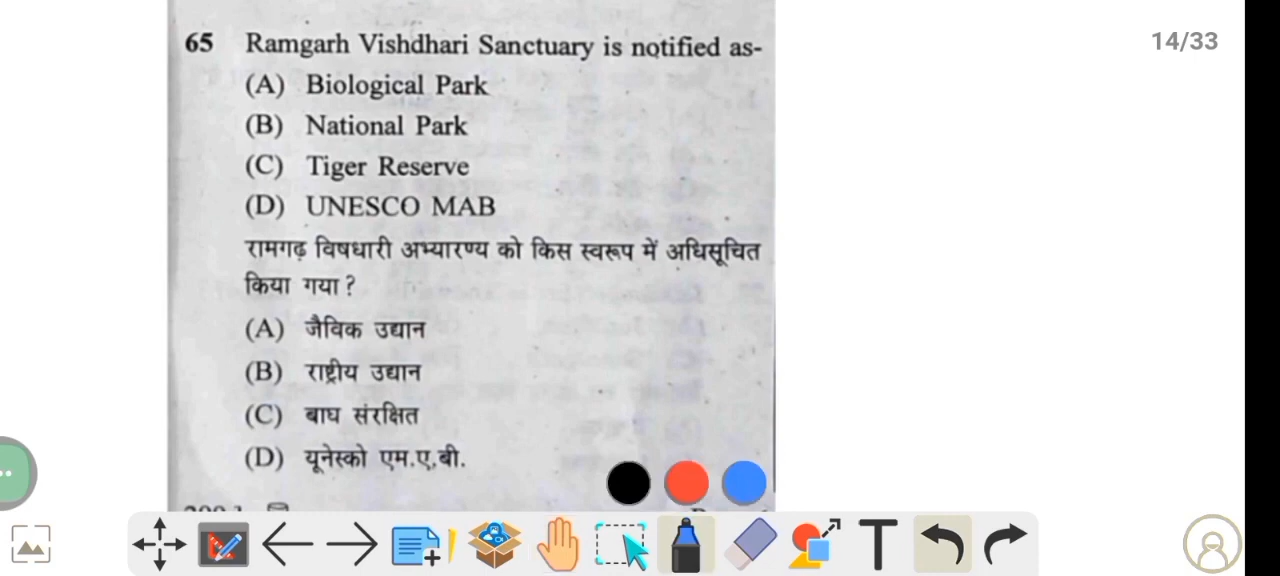 14/33
65 Ramgarh Vishdhari Sanctuary is notified as-
(A) Biological Park
(B) National Park
(C) Tiger Reserve
(D) UNESCO MAB
रामगढ़ विषधारी अभ्यारण्य को किस स्वरूप में अधिसूचित
किया गया ?
(A) जैविक उद्यान
(B) राष्ट्रीय उद्यान
(C) बाघ संरक्षित
(D) यूनेस्को एम.ए.बी.
T